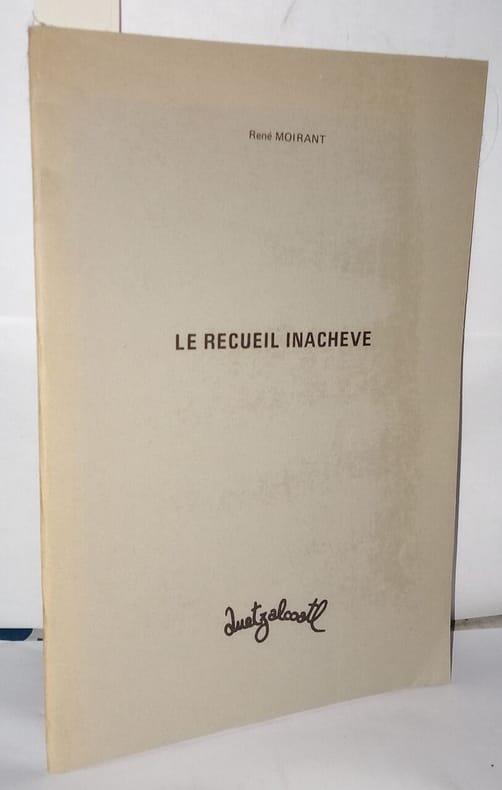 René MOIRANT
LE RECUEIL INACHEVE
Quetzalcoatl